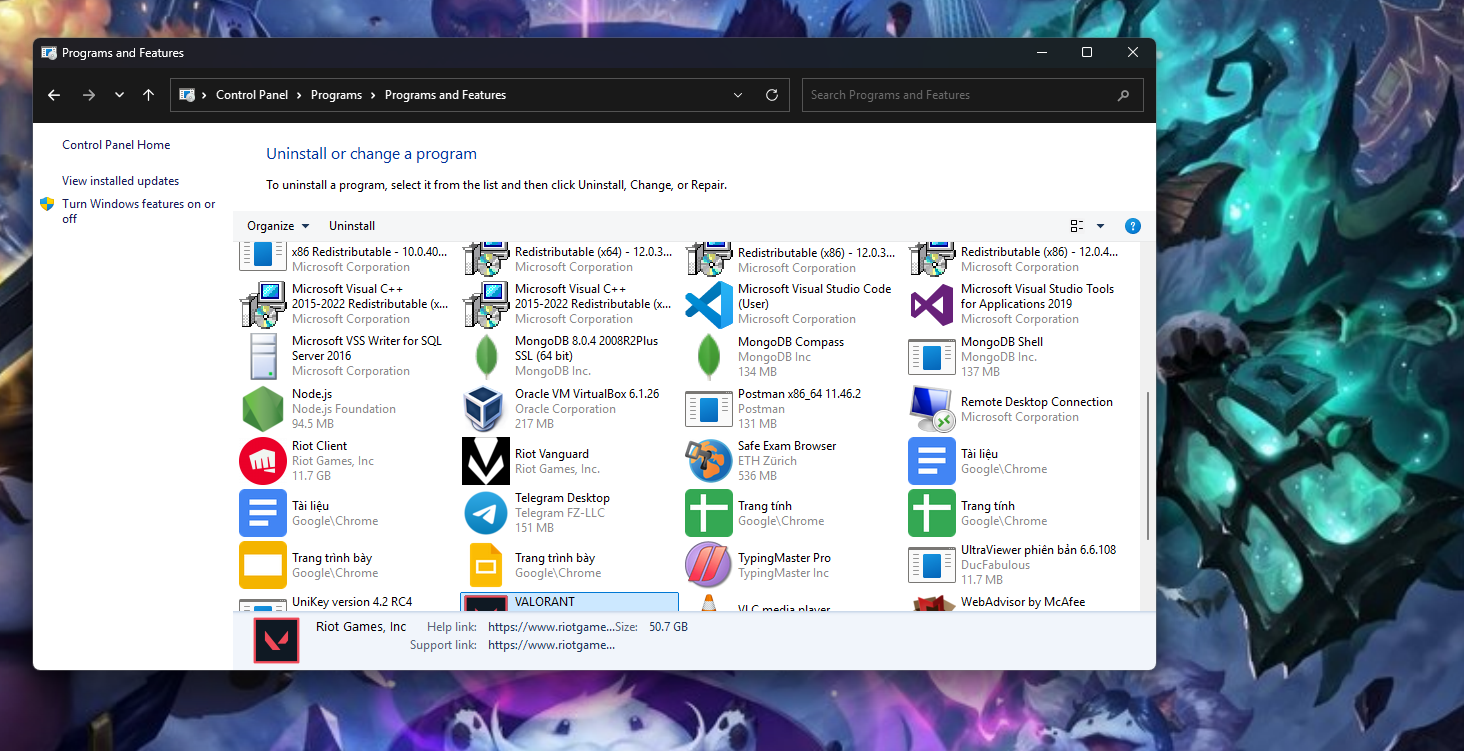 Programs and Features
Control Panel
Programs
Programs and Features
Search Programs and Features
Control Panel Home
View installed updates
Turn Windows features on or
off
Uninstall or change a program
To uninstall a program, select it from the list and then click Uninstall, Change, or Repair.
Organize
Uninstall
x86 Redistributable - 10.0.40...
Microsoft Corporation
Redistributable (x64) - 12.0.3...
Microsoft Corporation
Redistributable (x86) - 12.0.3...
Microsoft Corporation
Redistributable (x86) - 12.0.4...
Microsoft Corporation
Microsoft Visual C++
2015-2022 Redistributable (x...
Microsoft Corporation
Microsoft Visual C++
2015-2022 Redistributable (x...
Microsoft Corporation
Microsoft Visual Studio Code
(User)
Microsoft Corporation
Microsoft Visual Studio Tools
for Applications 2019
Microsoft Corporation
Microsoft VSS Writer for SQL
Server 2016
Microsoft Corporation
MongoDB 8.0.4 2008R2Plus
SSL (64 bit)
MongoDB Inc.
MongoDB Compass
MongoDB Inc
134 MB
MongoDB Shell
MongoDB Inc.
137 MB
Node.js
Node.js Foundation
94.5 MB
Oracle VM VirtualBox 6.1.26
Oracle Corporation
217 MB
Postman x86_64 11.46.2
Postman
131 MB
Remote Desktop Connection
Microsoft Corporation
Riot Client
Riot Games, Inc
11.7 GB
Riot Vanguard
Riot Games, Inc.
Safe Exam Browser
ETH Zürich
536 MB
Tài liệu
Google\Chrome
Tài liệu
Google\Chrome
Telegram Desktop
Telegram FZ-LLC
151 MB
Trang tính
Google\Chrome
Trang tính
Google\Chrome
Trang trình bày
Google\Chrome
Trang trình bày
Google\Chrome
TypingMaster Pro
TypingMaster Inc
UltraViewer phiên bản 6.6.108
DucFabulous
11.7 MB
UniKey version 4.2 RC4
VALORANT
VLC media player
WebAdvisor by McAfee
Riot Games, Inc
Help link: https://www.riotgame...
Size: 50.7 GB
Support link: https://www.riotgame...